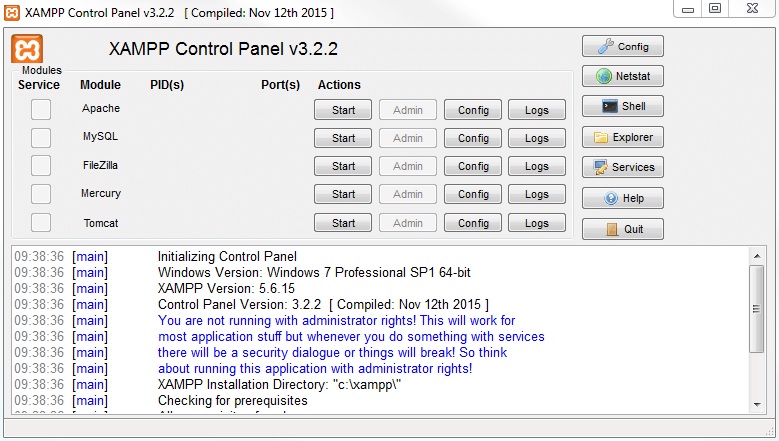 XAMPP Control Panel v3.2.2 [ Compiled: Nov 12th 2015 ]
XAMPP Control Panel v3.2.2
Config
Modules
Service Module PID(s) Port(s) Actions
Netstat
Apache Start Admin Config Logs
Shell
MySQL Start Admin Config Logs
Explorer
FileZilla Start Admin Config Logs
Services
Mercury Start Admin Config Logs
Help
Tomcat Start Admin Config Logs
Quit
09:38:36 [main] Initializing Control Panel
09:38:36 [main] Windows Version: Windows 7 Professional SP1 64-bit
09:38:36 [main] XAMPP Version: 5.6.15
09:38:36 [main] Control Panel Version: 3.2.2 [ Compiled: Nov 12th 2015 ]
09:38:36 [main] You are not running with administrator rights! This will work for
09:38:36 [main] most application stuff but whenever you do something with services
09:38:36 [main] there will be a security dialogue or things will break! So think
09:38:36 [main] about running this application with administrator rights!
09:38:36 [main] XAMPP Installation Directory: "c:\xampp\"
09:38:36 [main] Checking for prerequisites